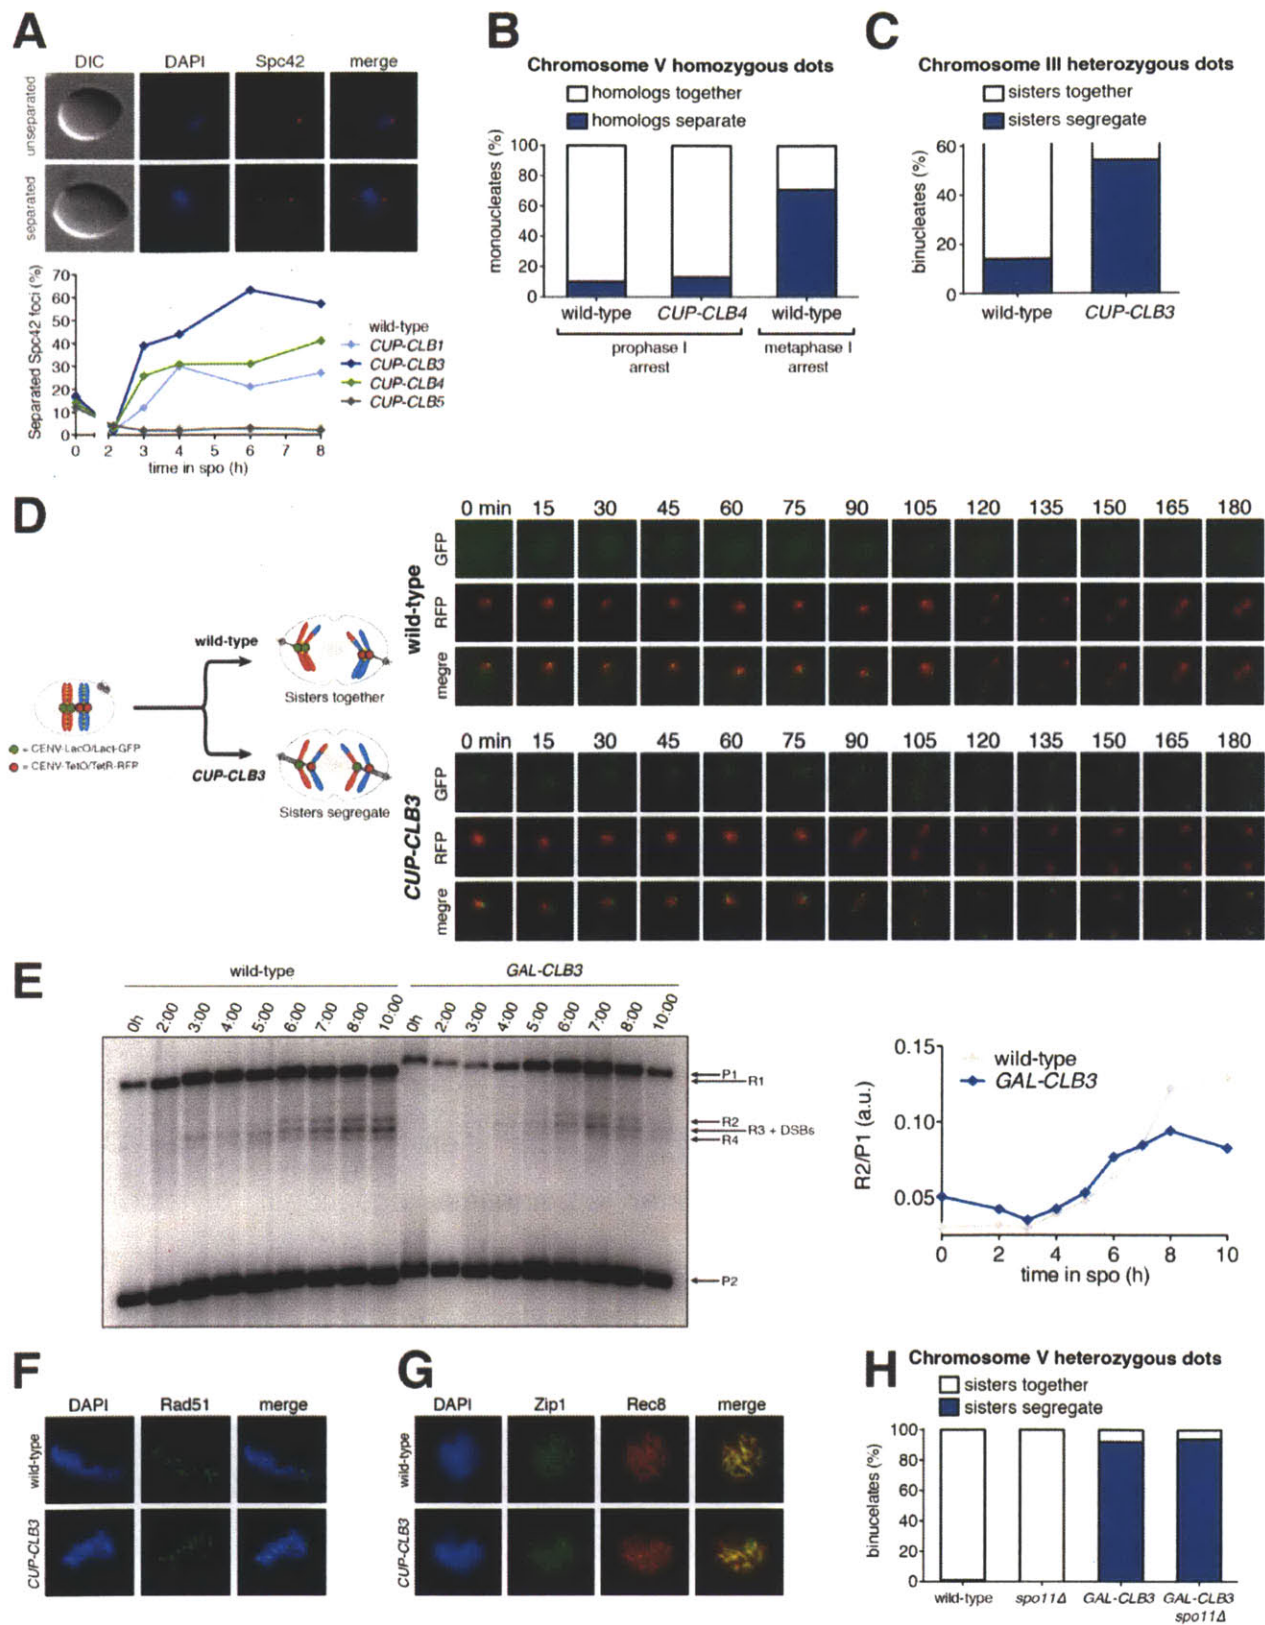 A
DIC DAPI Spc42 merge
unseparated
separated
Separated Spc42 foci (%)
70
60
50
40
30
20
10
0
0 2 3 4 5 6 7 8
time in spo (h)
wild-type
CUP-CLB1
CUP-CLB3
CUP-CLB4
CUP-CLB5
B
Chromosome V homozygous dots
homologs together
homologs separate
monoucleates (%)
100
80
60
40
20
0
wild-type CUP-CLB4 wild-type
prophase I arrest
metaphase I arrest
C
Chromosome III heterozygous dots
sisters together
sisters segregate
binucleates (%)
60
40
20
0
wild-type CUP-CLB3
D
wild-type
Sisters together
CUP-CLB3
Sisters segregate
= CENV-LacO/LacI-GFP
= CENV-TetO/TetR-RFP
wild-type
0 min 15 30 45 60 75 90 105 120 135 150 165 180
GFP
RFP
megre
CUP-CLB3
0 min 15 30 45 60 75 90 105 120 135 150 165 180
GFP
RFP
megre
E
wild-type GAL-CLB3
0h 2:00 3:00 4:00 5:00 6:00 7:00 8:00 10:00 0h 2:00 3:00 4:00 5:00 6:00 7:00 8:00 10:00
P1
R1
R2
R3 + DSBs
R4
P2
R2/P1 (a.u.)
0.15
0.10
0.05
0 2 4 6 8 10
time in spo (h)
wild-type
GAL-CLB3
F
DAPI Rad51 merge
wild-type
CUP-CLB3
G
DAPI Zip1 Rec8 merge
wild-type
CUP-CLB3
H
Chromosome V heterozygous dots
sisters together
sisters segregate
binucelates (%)
100
80
60
40
20
0
wild-type spo11Δ GAL-CLB3 GAL-CLB3
spo11Δ